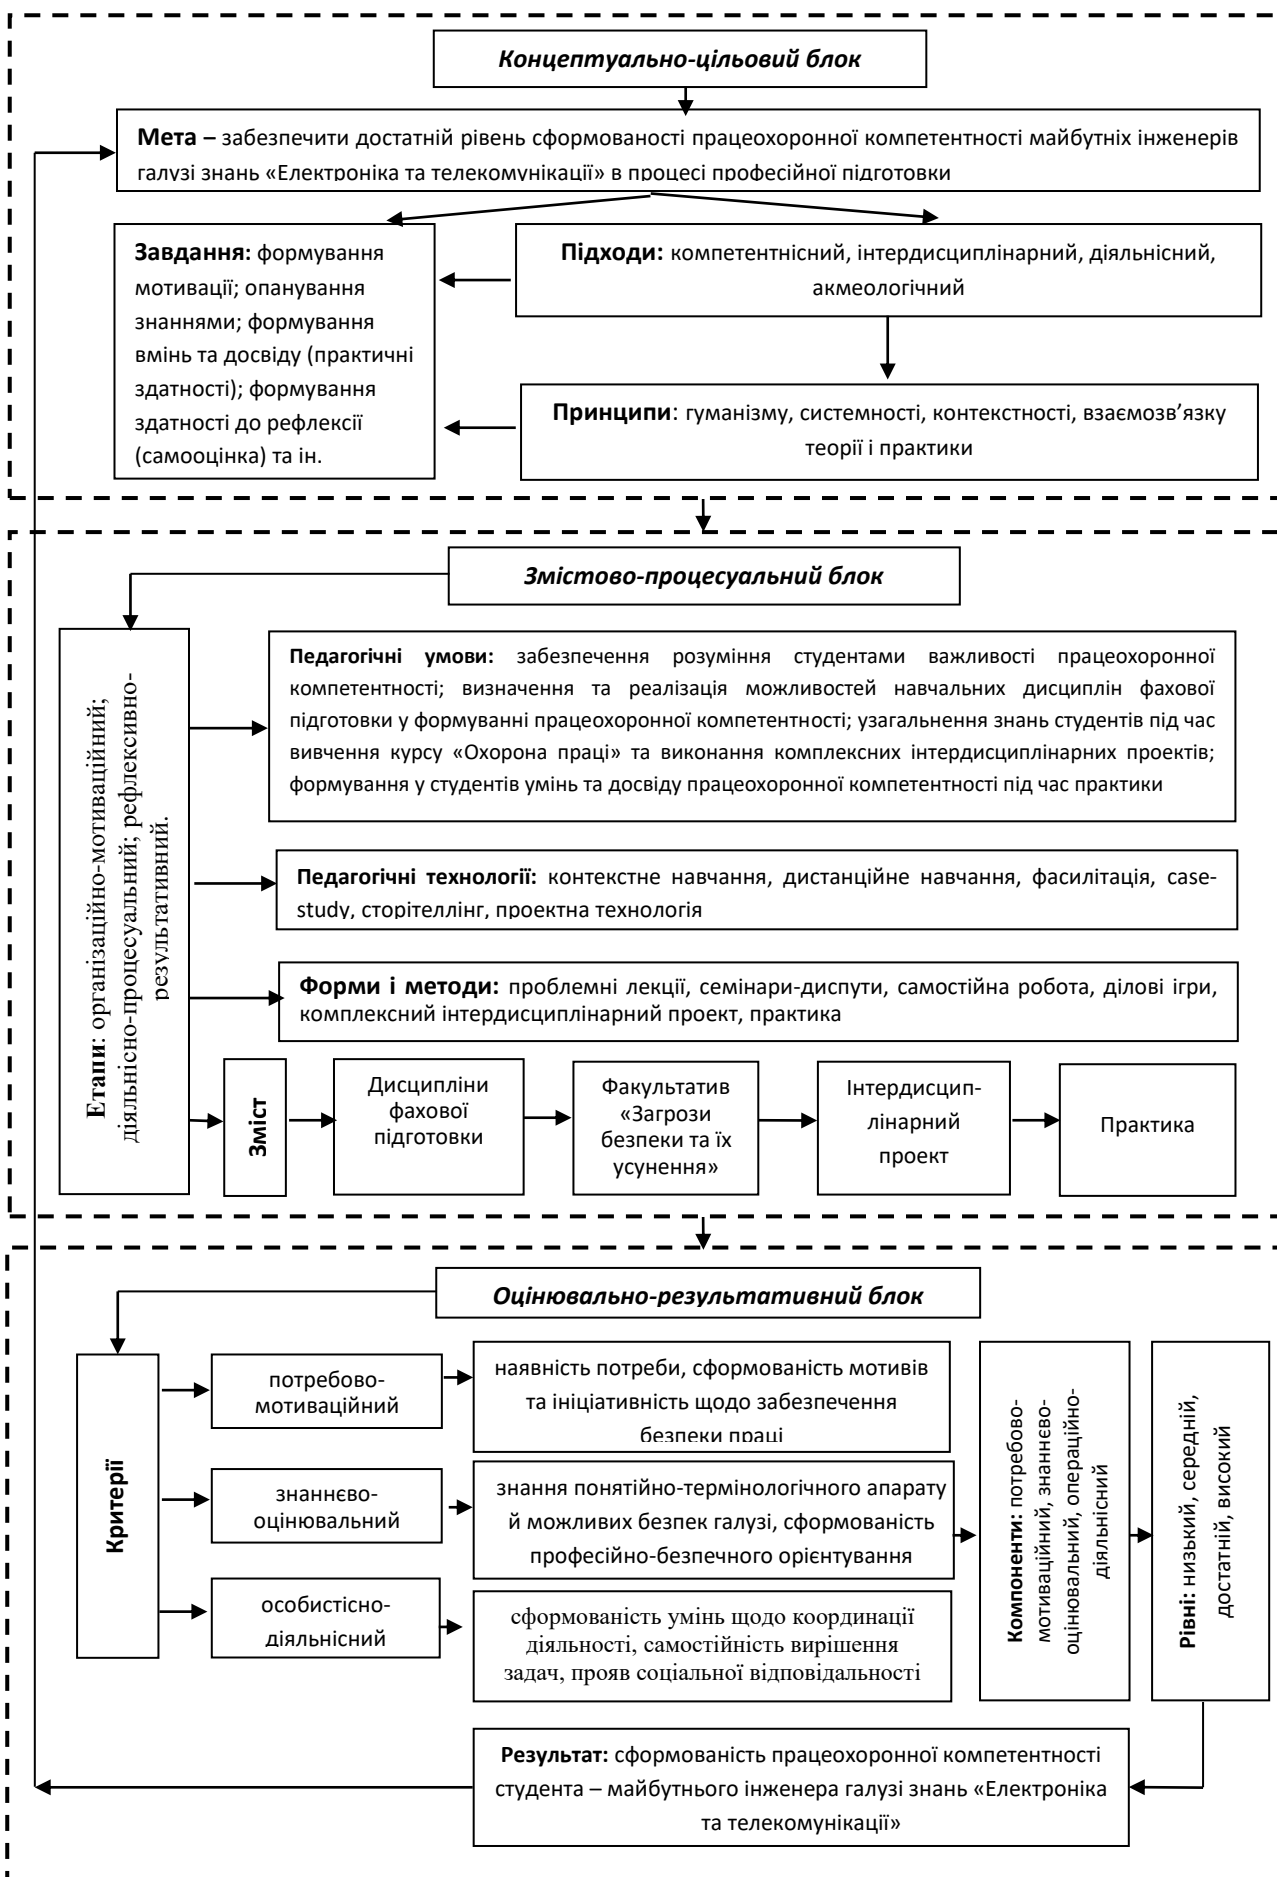 Концептуально-цільовий блок
Мета – забезпечити достатній рівень сформованості працеохоронної компетентності майбутніх інженерів
галузі знань «Електроніка та телекомунікації» в процесі професійної підготовки
Завдання: формування
мотивації; опанування
знаннями; формування
вмінь та досвіду (практичні
здатності); формування
здатності до рефлексії
(самооцінка) та ін.
Підходи: компетентнісний, інтердисциплінарний, діяльнісний,
акмеологічний
Принципи: гуманізму, системності, контекстності, взаємозв’язку
теорії і практики
Змістово-процесуальний блок
Етапи: організаційно-мотиваційний;
діяльнісно-процесуальний; рефлексивно-
результативний.
Педагогічні умови: забезпечення розуміння студентами важливості працеохоронної
компетентності; визначення та реалізація можливостей навчальних дисциплін фахової
підготовки у формуванні працеохоронної компетентності; узагальнення знань студентів під час
вивчення курсу «Охорона праці» та виконання комплексних інтердисциплінарних проектів;
формування у студентів умінь та досвіду працеохоронної компетентності під час практики
Педагогічні технології: контекстне навчання, дистанційне навчання, фасилітація, case-
study, сторітеллінг, проектна технологія
Форми і методи: проблемні лекції, семінари-диспути, самостійна робота, ділові ігри,
комплексний інтердисциплінарний проект, практика
Зміст
Дисципліни
фахової
підготовки
Факультатив
«Загрози
безпеки та їх
усунення»
Інтердисцип-
лінарний
проект
Практика
Оцінювально-результативний блок
Критерії
потребово-
мотиваційний
наявність потреби, сформованість мотивів
та ініціативність щодо забезпечення
безпеки праці
знаннєво-
оцінювальний
знання понятійно-термінологічного апарату
й можливих безпек галузі, сформованість
професійно-безпечного орієнтування
особистісно-
діяльнісний
сформованість умінь щодо координації
діяльності, самостійність вирішення
задач, прояв соціальної відповідальності
Компоненти: потребово-
мотиваційний, знаннєво-
оцінювальний, операційно-
діяльнісний
Рівні: низький, середній,
достатній, високий
Результат: сформованість працеохоронної компетентності
студента – майбутнього інженера галузі знань «Електроніка
та телекомунікації»